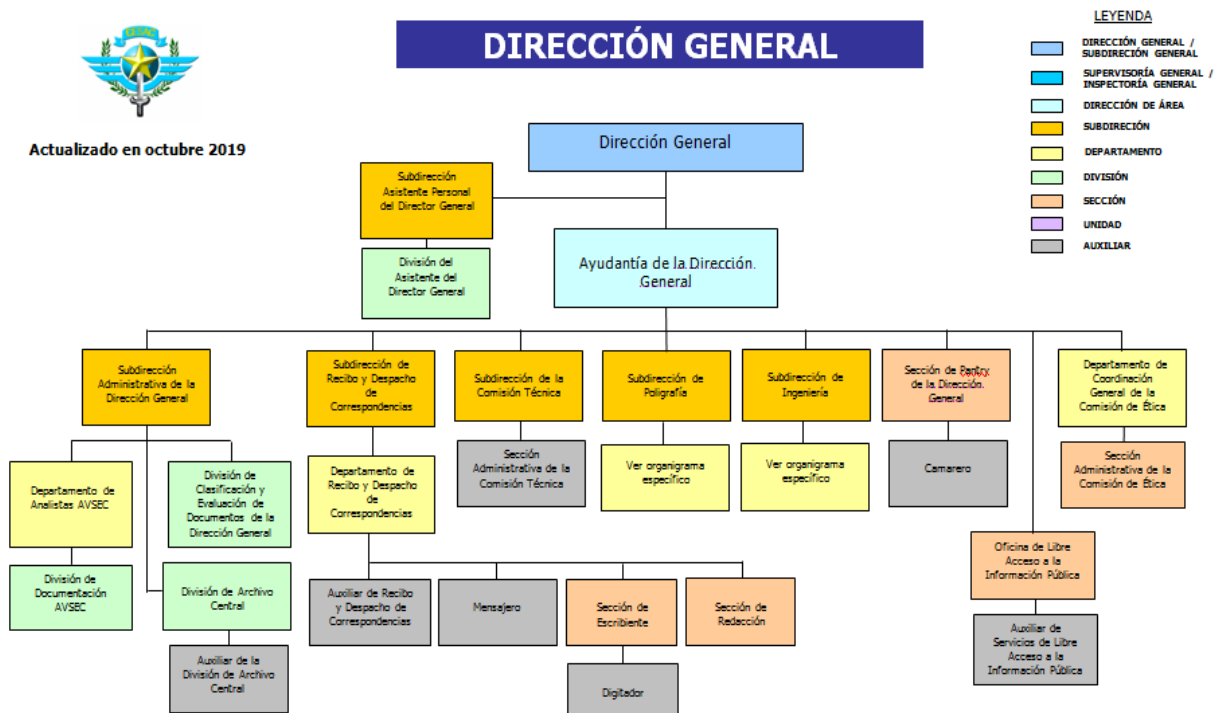 CESAC
DIRECCIÓN GENERAL
Actualizado en octubre 2019
LEYENDA
DIRECCIÓN GENERAL /
SUBDIRECIÓN GENERAL
SUPERVISORÍA GENERAL /
INSPECTORÍA GENERAL
DIRECCIÓN DE ÁREA
SUBDIRECIÓN
DEPARTAMENTO
DIVISIÓN
SECCIÓN
UNIDAD
AUXILIAR
Dirección General
Subdirección
Asistente Personal
del Director General
División del
Asistente del
Director General
Ayudantía de la Dirección.
General
Subdirección
Administrativa de la
Dirección General
Subdirección de
Recibo y Despacho
de
Correspondencias
Subdirección de la
Comisión Técnica
Subdirección de
Poligrafía
Subdirección de
Ingeniería
Sección de Pantry
de la Dirección.
General
Departamento de
Coordinación
General de la
Comisión de Ética
Departamento de
Analistas AVSEC
División de
Clasificación y
Evaluación de
Documentos de la
Dirección General
Departamento de
Recibo y Despacho
de
Correspondencias
Sección
Administrativa de la
Comisión Técnica
Ver organigrama
específico
Ver organigrama
específico
Camarero
Sección
Administrativa de la
Comisión de Ética
División de
Documentación
AVSEC
División de Archivo
Central
Auxiliar de la
División de Archivo
Central
Auxiliar de Recibo
y Despacho de
Correspondencias
Mensajero
Sección de
Escribiente
Sección de
Redacción
Digitador
Oficina de Libre
Acceso a la
Información Pública
Auxiliar de
Servicios de Libre
Acceso a la
Información Pública